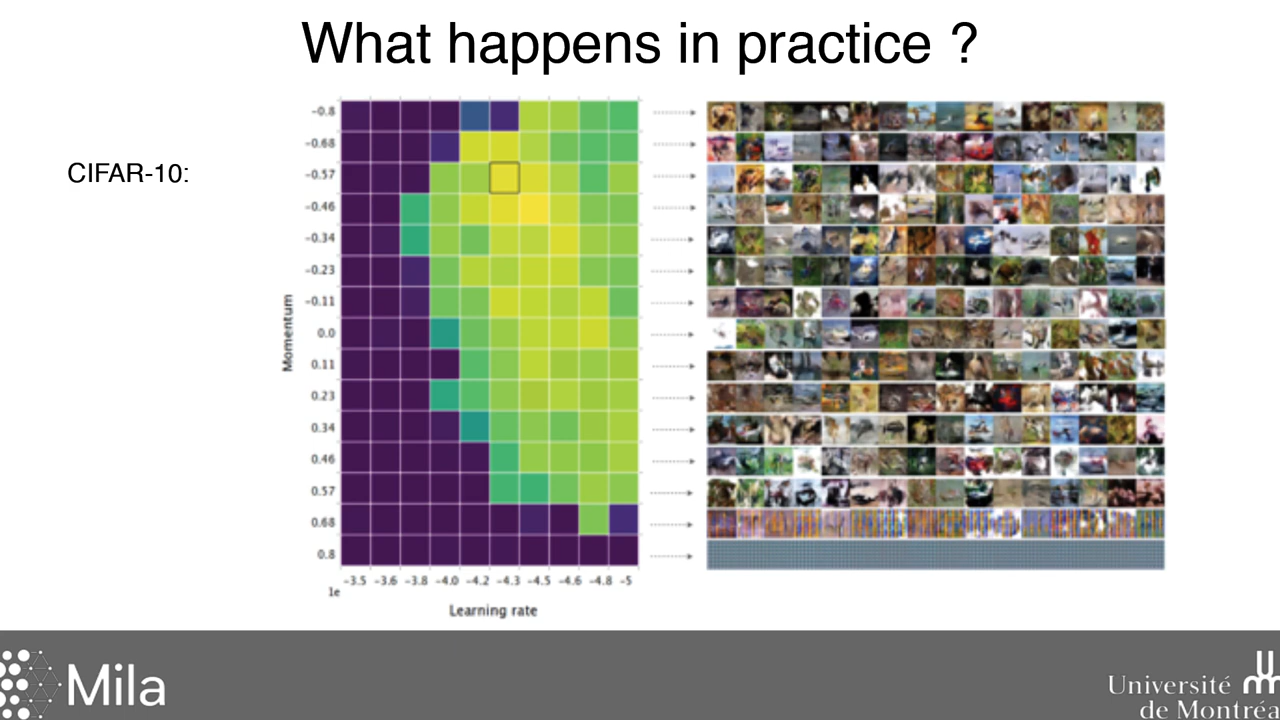 What happens in practice ?
CIFAR-10:
Momentum
-0.8
-0.68
-0.57
-0.46
-0.34
-0.23
-0.11
0.0
0.11
0.23
0.34
0.46
0.57
0.68
0.8
1e
-3.5 -3.6 -3.8 -4.0 -4.2 -4.3 -4.5 -4.6 -4.8 -5
Learning rate
Mila
Université
de Montréa